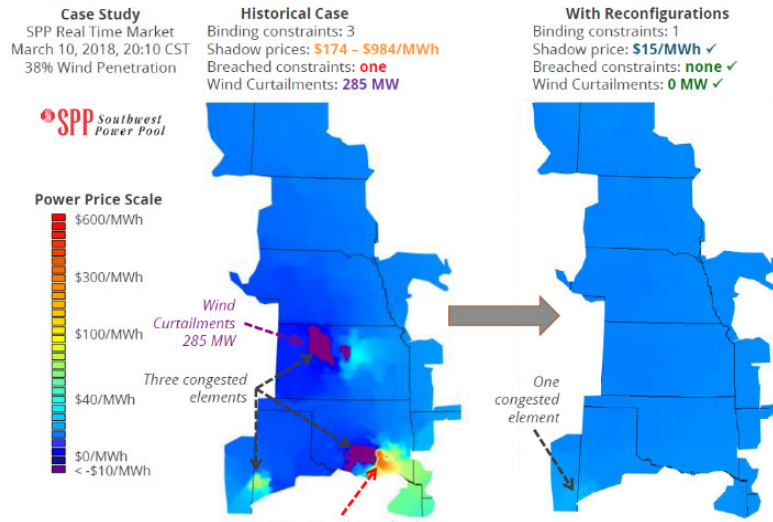 Case Study
SPP Real Time Market
March 10, 2018, 20:10 CST
38% Wind Penetration
SPP Southwest
Power Pool
Historical Case
Binding constraints: 3
Shadow prices: $174 – $984/MWh
Breached constraints: one
Wind Curtailments: 285 MW
With Reconfigurations
Binding constraints: 1
Shadow price: $15/MWh ✓
Breached constraints: none ✓
Wind Curtailments: 0 MW ✓
Power Price Scale
$600/MWh
$300/MWh
$100/MWh
$40/MWh
$0/MWh
< -$10/MWh
Wind
Curtailments
285 MW
Three congested
elements
One
congested
element